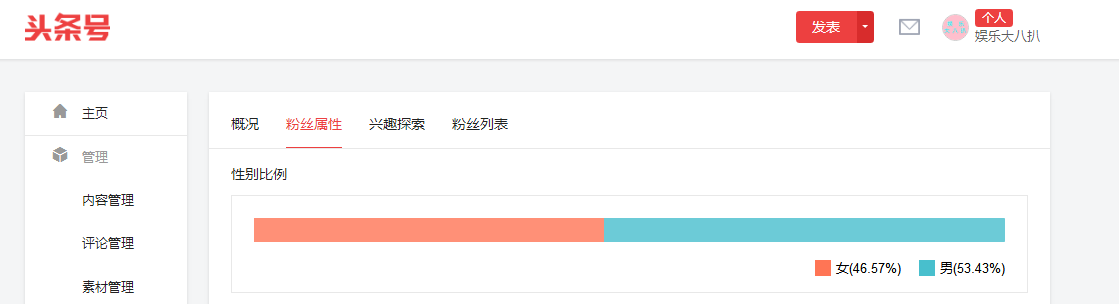 头条号
发表
个人
娱乐大八扒
主页
管理
内容管理
评论管理
素材管理
概况 粉丝属性 兴趣探索 粉丝列表
性别比例
女(46.57%) 男(53.43%)